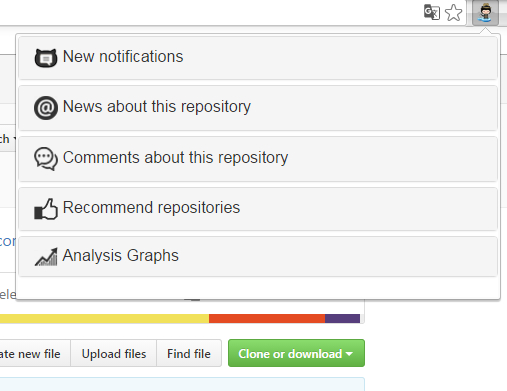 New notifications
News about this repository
ch
Comments about this repository
Recommend repositories
cor
Analysis Graphs
ele
ate new file
Upload files
Find file
Clone or download